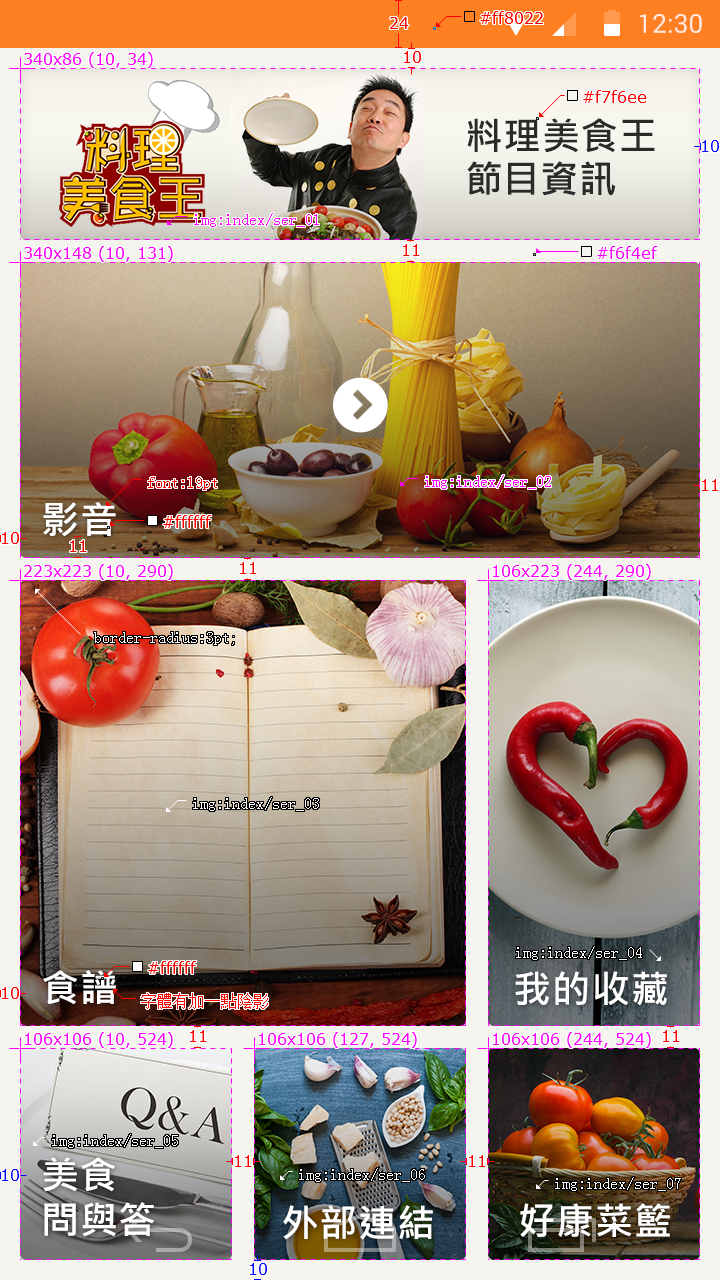 24
#ff8022
12:30
340x86 (10, 34)
10
#f7f6ee
料理
美食王
料理美食王
節目資訊
10
img:index/ser_01
340x148 (10, 131)
11
#f6f4ef
font:19pt
img:index/ser_02
11
影音
#ffffff
10
11
223x223 (10, 290)
11
106x223 (244, 290)
border-radius:3pt;
img:index/ser_03
img:index/ser_04
#ffffff
食譜
我的收藏
10
字體有加一點陰影
106x106 (10, 524)
11
106x106 (127, 524)
106x106 (244, 524)
11
Q&A
img:index/ser_05
美食
問與答
10
11
img:index/ser_06
外部連結
11
img:index/ser_07
好康菜籃
10